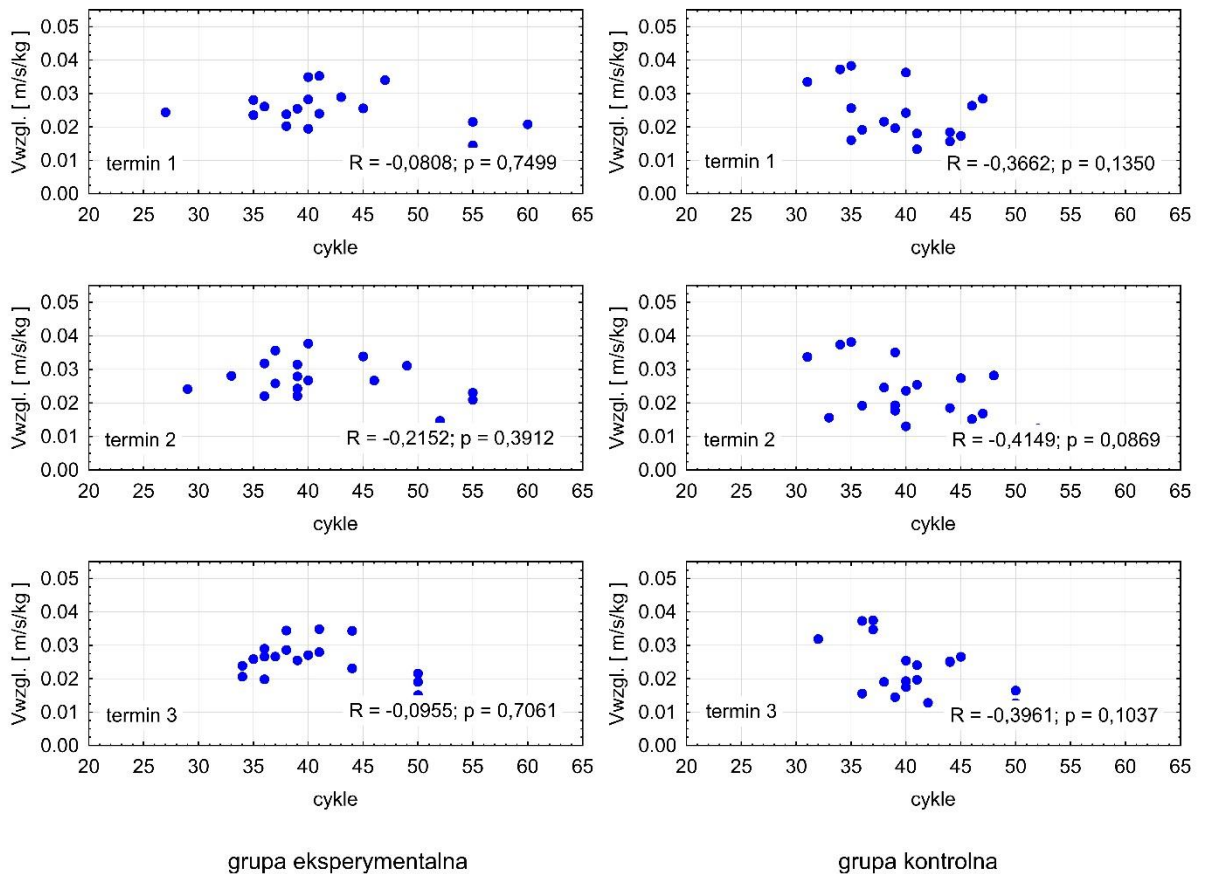 Vwzgl. [ m/s/kg ]
0.05
0.04
0.03
0.02
0.01
0.00
termin 1
R = -0,0808; p = 0,7499
20 25 30 35 40 45 50 55 60 65
cykle
Vwzgl. [ m/s/kg ]
0.05
0.04
0.03
0.02
0.01
0.00
termin 1
R = -0,3662; p = 0,1350
20 25 30 35 40 45 50 55 60 65
cykle
Vwzgl. [ m/s/kg ]
0.05
0.04
0.03
0.02
0.01
0.00
termin 2
R = -0,2152; p = 0,3912
20 25 30 35 40 45 50 55 60 65
cykle
Vwzgl. [ m/s/kg ]
0.05
0.04
0.03
0.02
0.01
0.00
termin 2
R = -0,4149; p = 0,0869
20 25 30 35 40 45 50 55 60 65
cykle
Vwzgl. [ m/s/kg ]
0.05
0.04
0.03
0.02
0.01
0.00
termin 3
R = -0,0955; p = 0,7061
20 25 30 35 40 45 50 55 60 65
cykle
Vwzgl. [ m/s/kg ]
0.05
0.04
0.03
0.02
0.01
0.00
termin 3
R = -0,3961; p = 0,1037
20 25 30 35 40 45 50 55 60 65
cykle
grupa eksperymentalna
grupa kontrolna